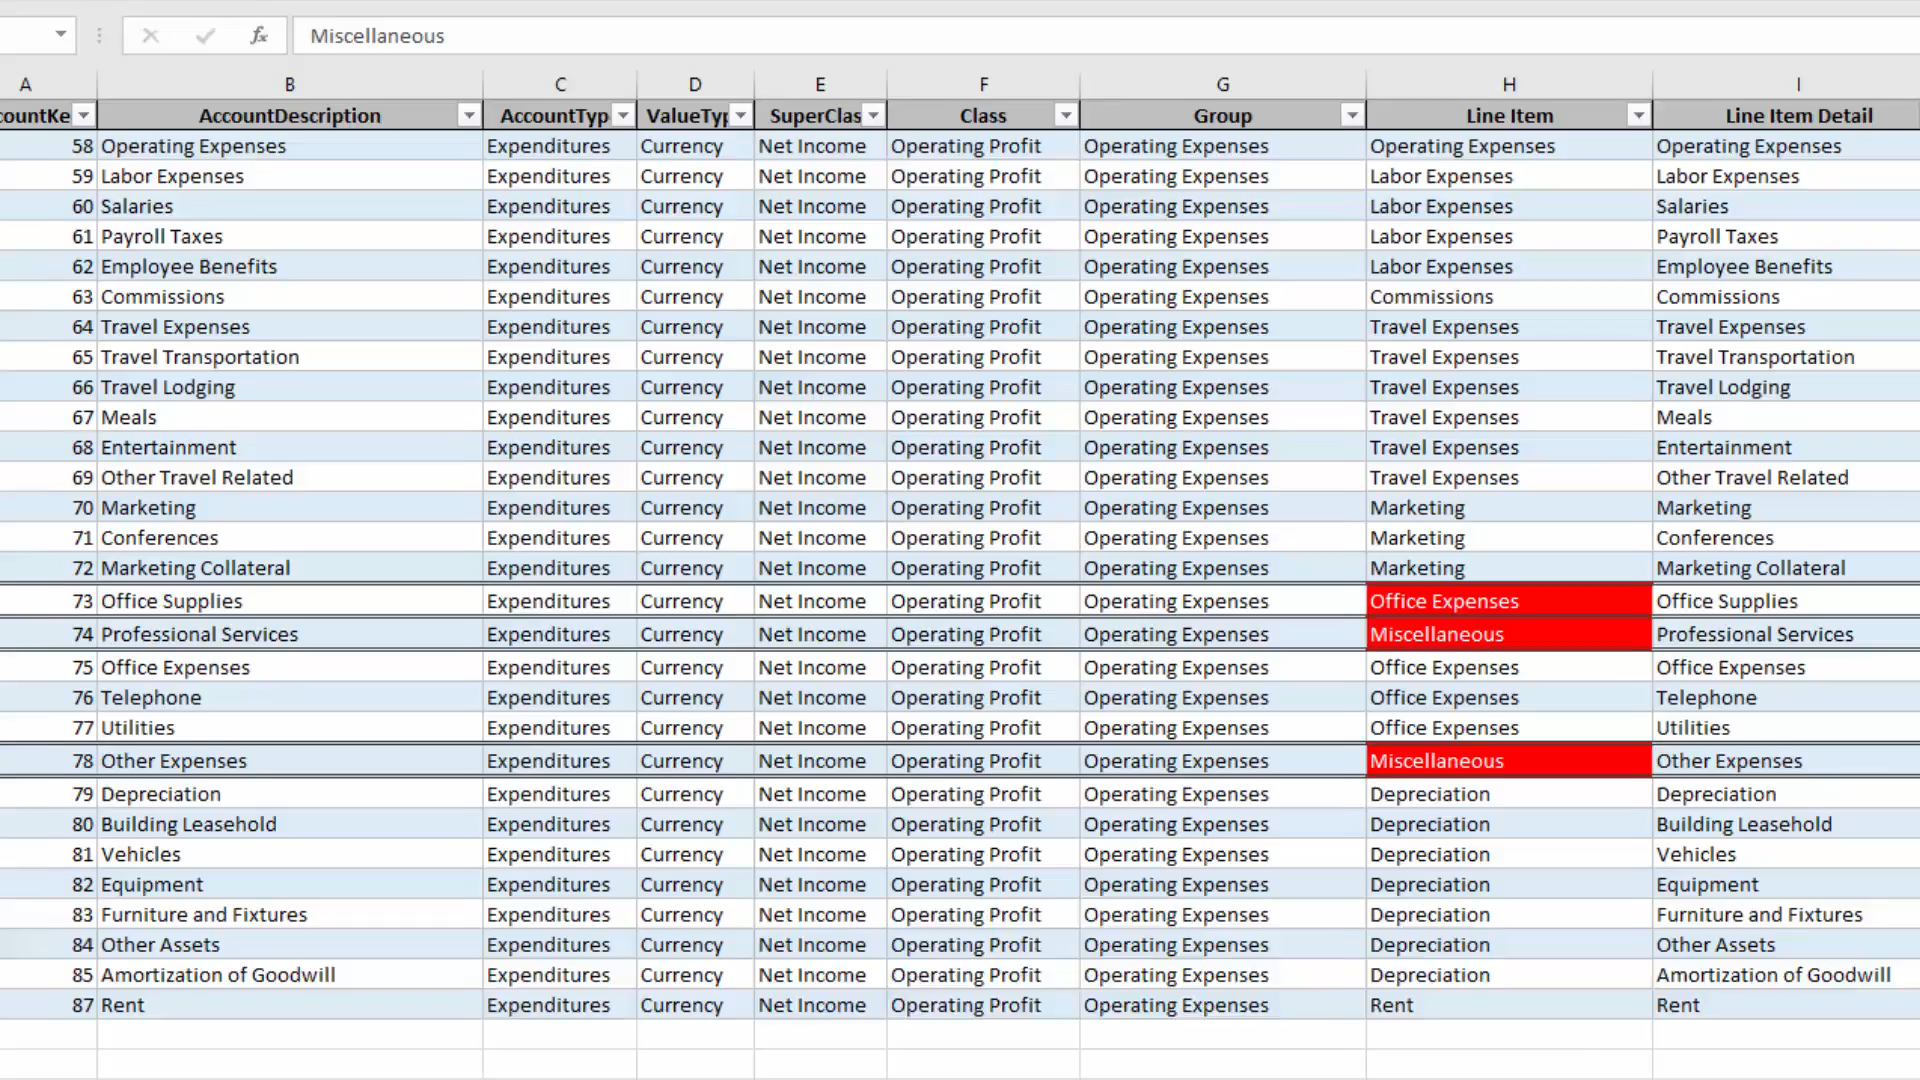 Miscellaneous
A B C D E F G H I
ountKe AccountDescription AccountTyp ValueTyp SuperClas Class Group Line Item Line Item Detail
58 Operating Expenses Expenditures Currency Net Income Operating Profit Operating Expenses Operating Expenses Operating Expenses
59 Labor Expenses Expenditures Currency Net Income Operating Profit Operating Expenses Labor Expenses Labor Expenses
60 Salaries Expenditures Currency Net Income Operating Profit Operating Expenses Labor Expenses Salaries
61 Payroll Taxes Expenditures Currency Net Income Operating Profit Operating Expenses Labor Expenses Payroll Taxes
62 Employee Benefits Expenditures Currency Net Income Operating Profit Operating Expenses Labor Expenses Employee Benefits
63 Commissions Expenditures Currency Net Income Operating Profit Operating Expenses Commissions Commissions
64 Travel Expenses Expenditures Currency Net Income Operating Profit Operating Expenses Travel Expenses Travel Expenses
65 Travel Transportation Expenditures Currency Net Income Operating Profit Operating Expenses Travel Expenses Travel Transportation
66 Travel Lodging Expenditures Currency Net Income Operating Profit Operating Expenses Travel Expenses Travel Lodging
67 Meals Expenditures Currency Net Income Operating Profit Operating Expenses Travel Expenses Meals
68 Entertainment Expenditures Currency Net Income Operating Profit Operating Expenses Travel Expenses Entertainment
69 Other Travel Related Expenditures Currency Net Income Operating Profit Operating Expenses Travel Expenses Other Travel Related
70 Marketing Expenditures Currency Net Income Operating Profit Operating Expenses Marketing Marketing
71 Conferences Expenditures Currency Net Income Operating Profit Operating Expenses Marketing Conferences
72 Marketing Collateral Expenditures Currency Net Income Operating Profit Operating Expenses Marketing Marketing Collateral
73 Office Supplies Expenditures Currency Net Income Operating Profit Operating Expenses Office Expenses Office Supplies
74 Professional Services Expenditures Currency Net Income Operating Profit Operating Expenses Miscellaneous Professional Services
75 Office Expenses Expenditures Currency Net Income Operating Profit Operating Expenses Office Expenses Office Expenses
76 Telephone Expenditures Currency Net Income Operating Profit Operating Expenses Office Expenses Telephone
77 Utilities Expenditures Currency Net Income Operating Profit Operating Expenses Office Expenses Utilities
78 Other Expenses Expenditures Currency Net Income Operating Profit Operating Expenses Miscellaneous Other Expenses
79 Depreciation Expenditures Currency Net Income Operating Profit Operating Expenses Depreciation Depreciation
80 Building Leasehold Expenditures Currency Net Income Operating Profit Operating Expenses Depreciation Building Leasehold
81 Vehicles Expenditures Currency Net Income Operating Profit Operating Expenses Depreciation Vehicles
82 Equipment Expenditures Currency Net Income Operating Profit Operating Expenses Depreciation Equipment
83 Furniture and Fixtures Expenditures Currency Net Income Operating Profit Operating Expenses Depreciation Furniture and Fixtures
84 Other Assets Expenditures Currency Net Income Operating Profit Operating Expenses Depreciation Other Assets
85 Amortization of Goodwill Expenditures Currency Net Income Operating Profit Operating Expenses Depreciation Amortization of Goodwill
87 Rent Expenditures Currency Net Income Operating Profit Operating Expenses Rent Rent